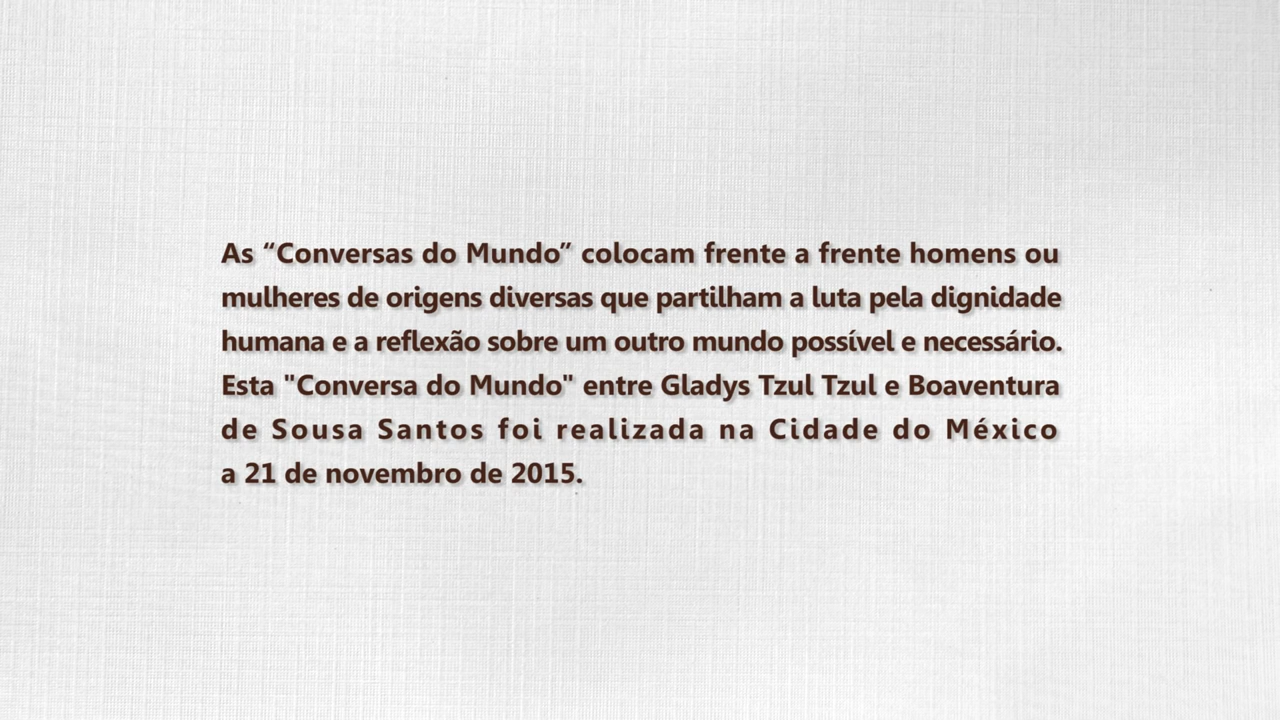 As “Conversas do Mundo” colocam frente a frente homens ou
mulheres de origens diversas que partilham a luta pela dignidade
humana e a reflexão sobre um outro mundo possível e necessário.
Esta "Conversa do Mundo" entre Gladys Tzul Tzul e Boaventura
de Sousa Santos foi realizada na Cidade do México
a 21 de novembro de 2015.